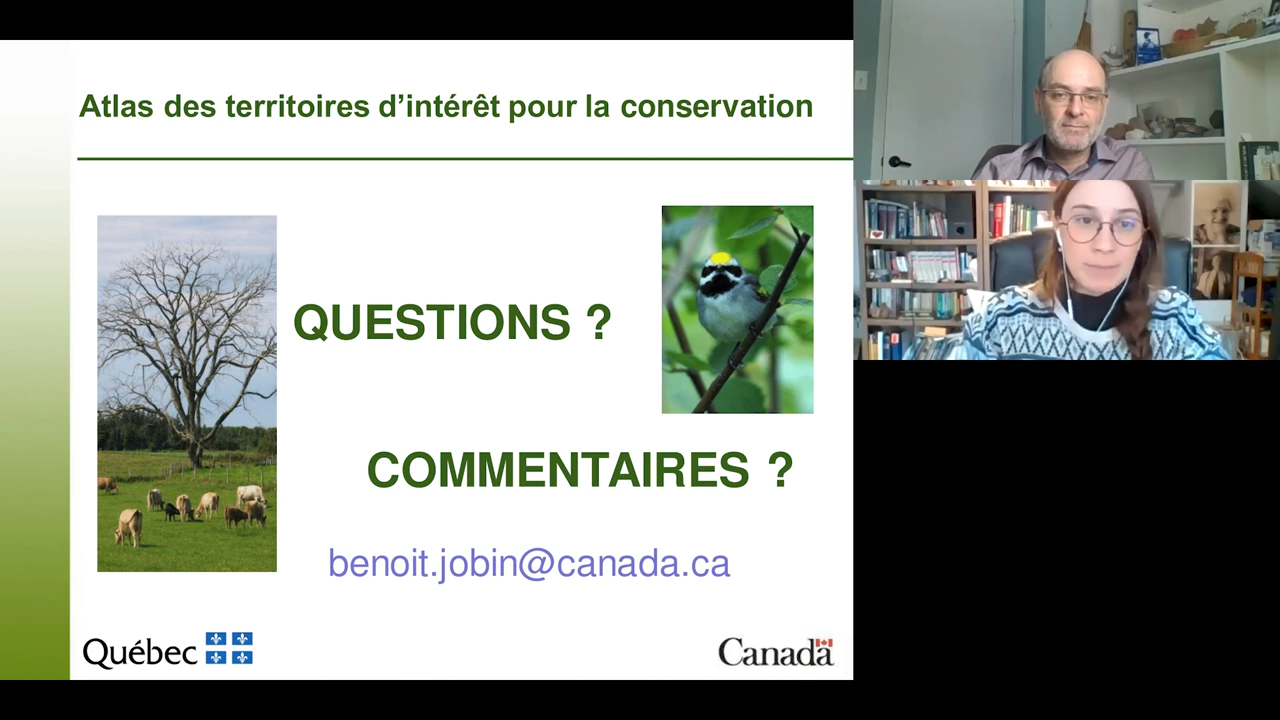 Atlas des territoires d’intérêt pour la conservation
QUESTIONS ?
COMMENTAIRES ?
benoit.jobin@canada.ca
Québec
Canada